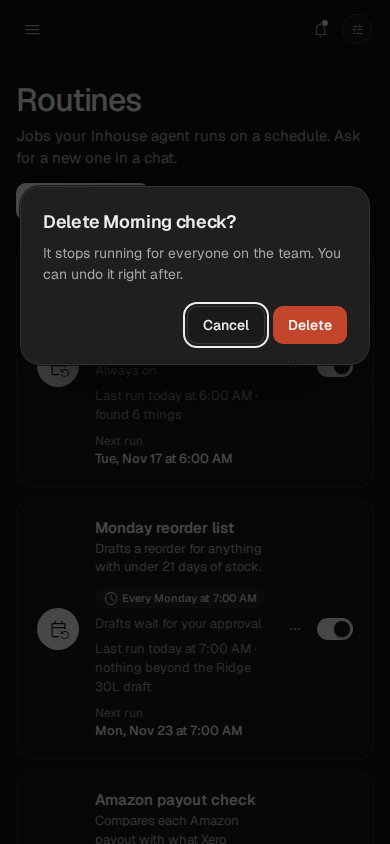 Routines
Jobs your Inhouse agent runs on a schedule. Ask
for a new one in a chat.
Delete Morning check?
It stops running for everyone on the team. You
can undo it right after.
Cancel
Delete
Always on
Last run today at 6:00 AM ·
found 6 things
Next run
Tue, Nov 17 at 6:00 AM
Monday reorder list
Drafts a reorder for anything
with under 21 days of stock.
Every Monday at 7:00 AM
Drafts wait for your approval
Last run today at 7:00 AM ·
nothing beyond the Ridge
30L draft
Next run
Mon, Nov 23 at 7:00 AM
Amazon payout check
Compares each Amazon
payout with what Xero